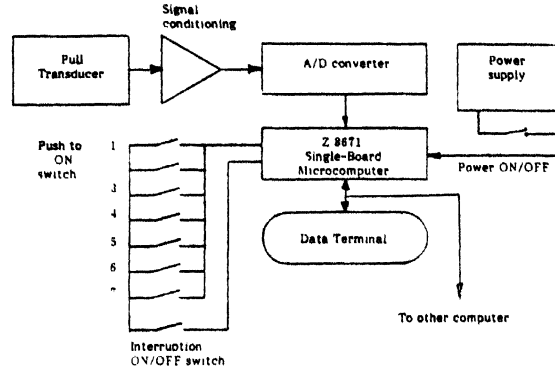 Signal
conditioning
Pull
Transducer
A/D converter
Power
supply
Push to
ON
switch
1
3
4
5
6
Z 8671
Single-Board
Microcomputer
Power ON/OFF
Data Terminal
To other computer
Interruption
ON/OFF switch